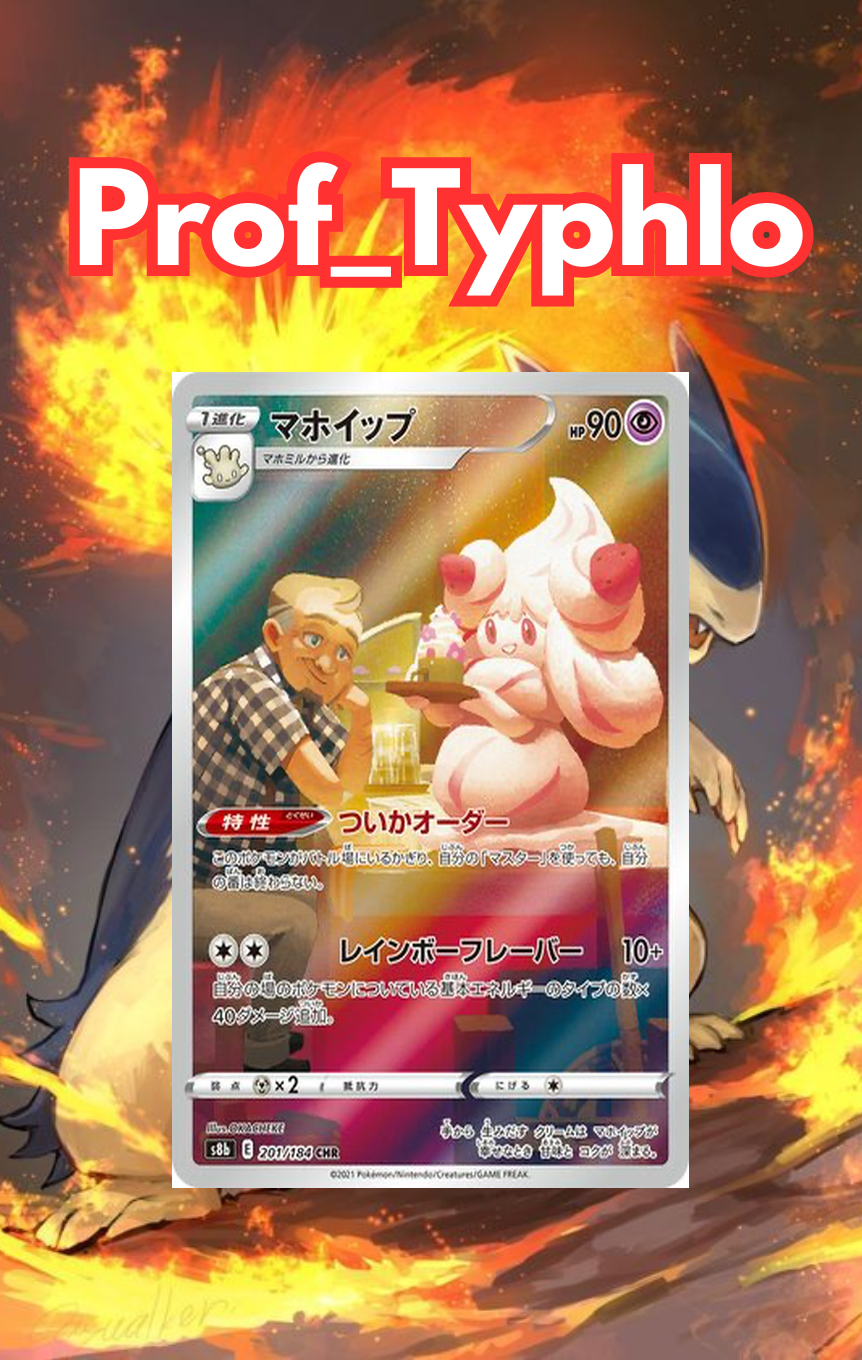 Prof_Typhlo
1進化 マホイップ HP90
マホミルから進化
特性 とくせい ついかオーダー
このポケモンがバトル場にいるかぎり、自分の「マスター」を使っても、自分
の番は終わらない。
レインボーフレーバー 10+
自分の場のポケモンについている基本エネルギーのタイプの数×
40ダメージ追加。
弱点 ×2 抵抗力 にげる
illus. OKACHEKE
手から 生みだす クリームは マホイップが
s8b E 201/184 CHR 幸せなとき 甘味と コクが 深まる。
©2021 Pokémon/Nintendo/Creatures/GAME FREAK.